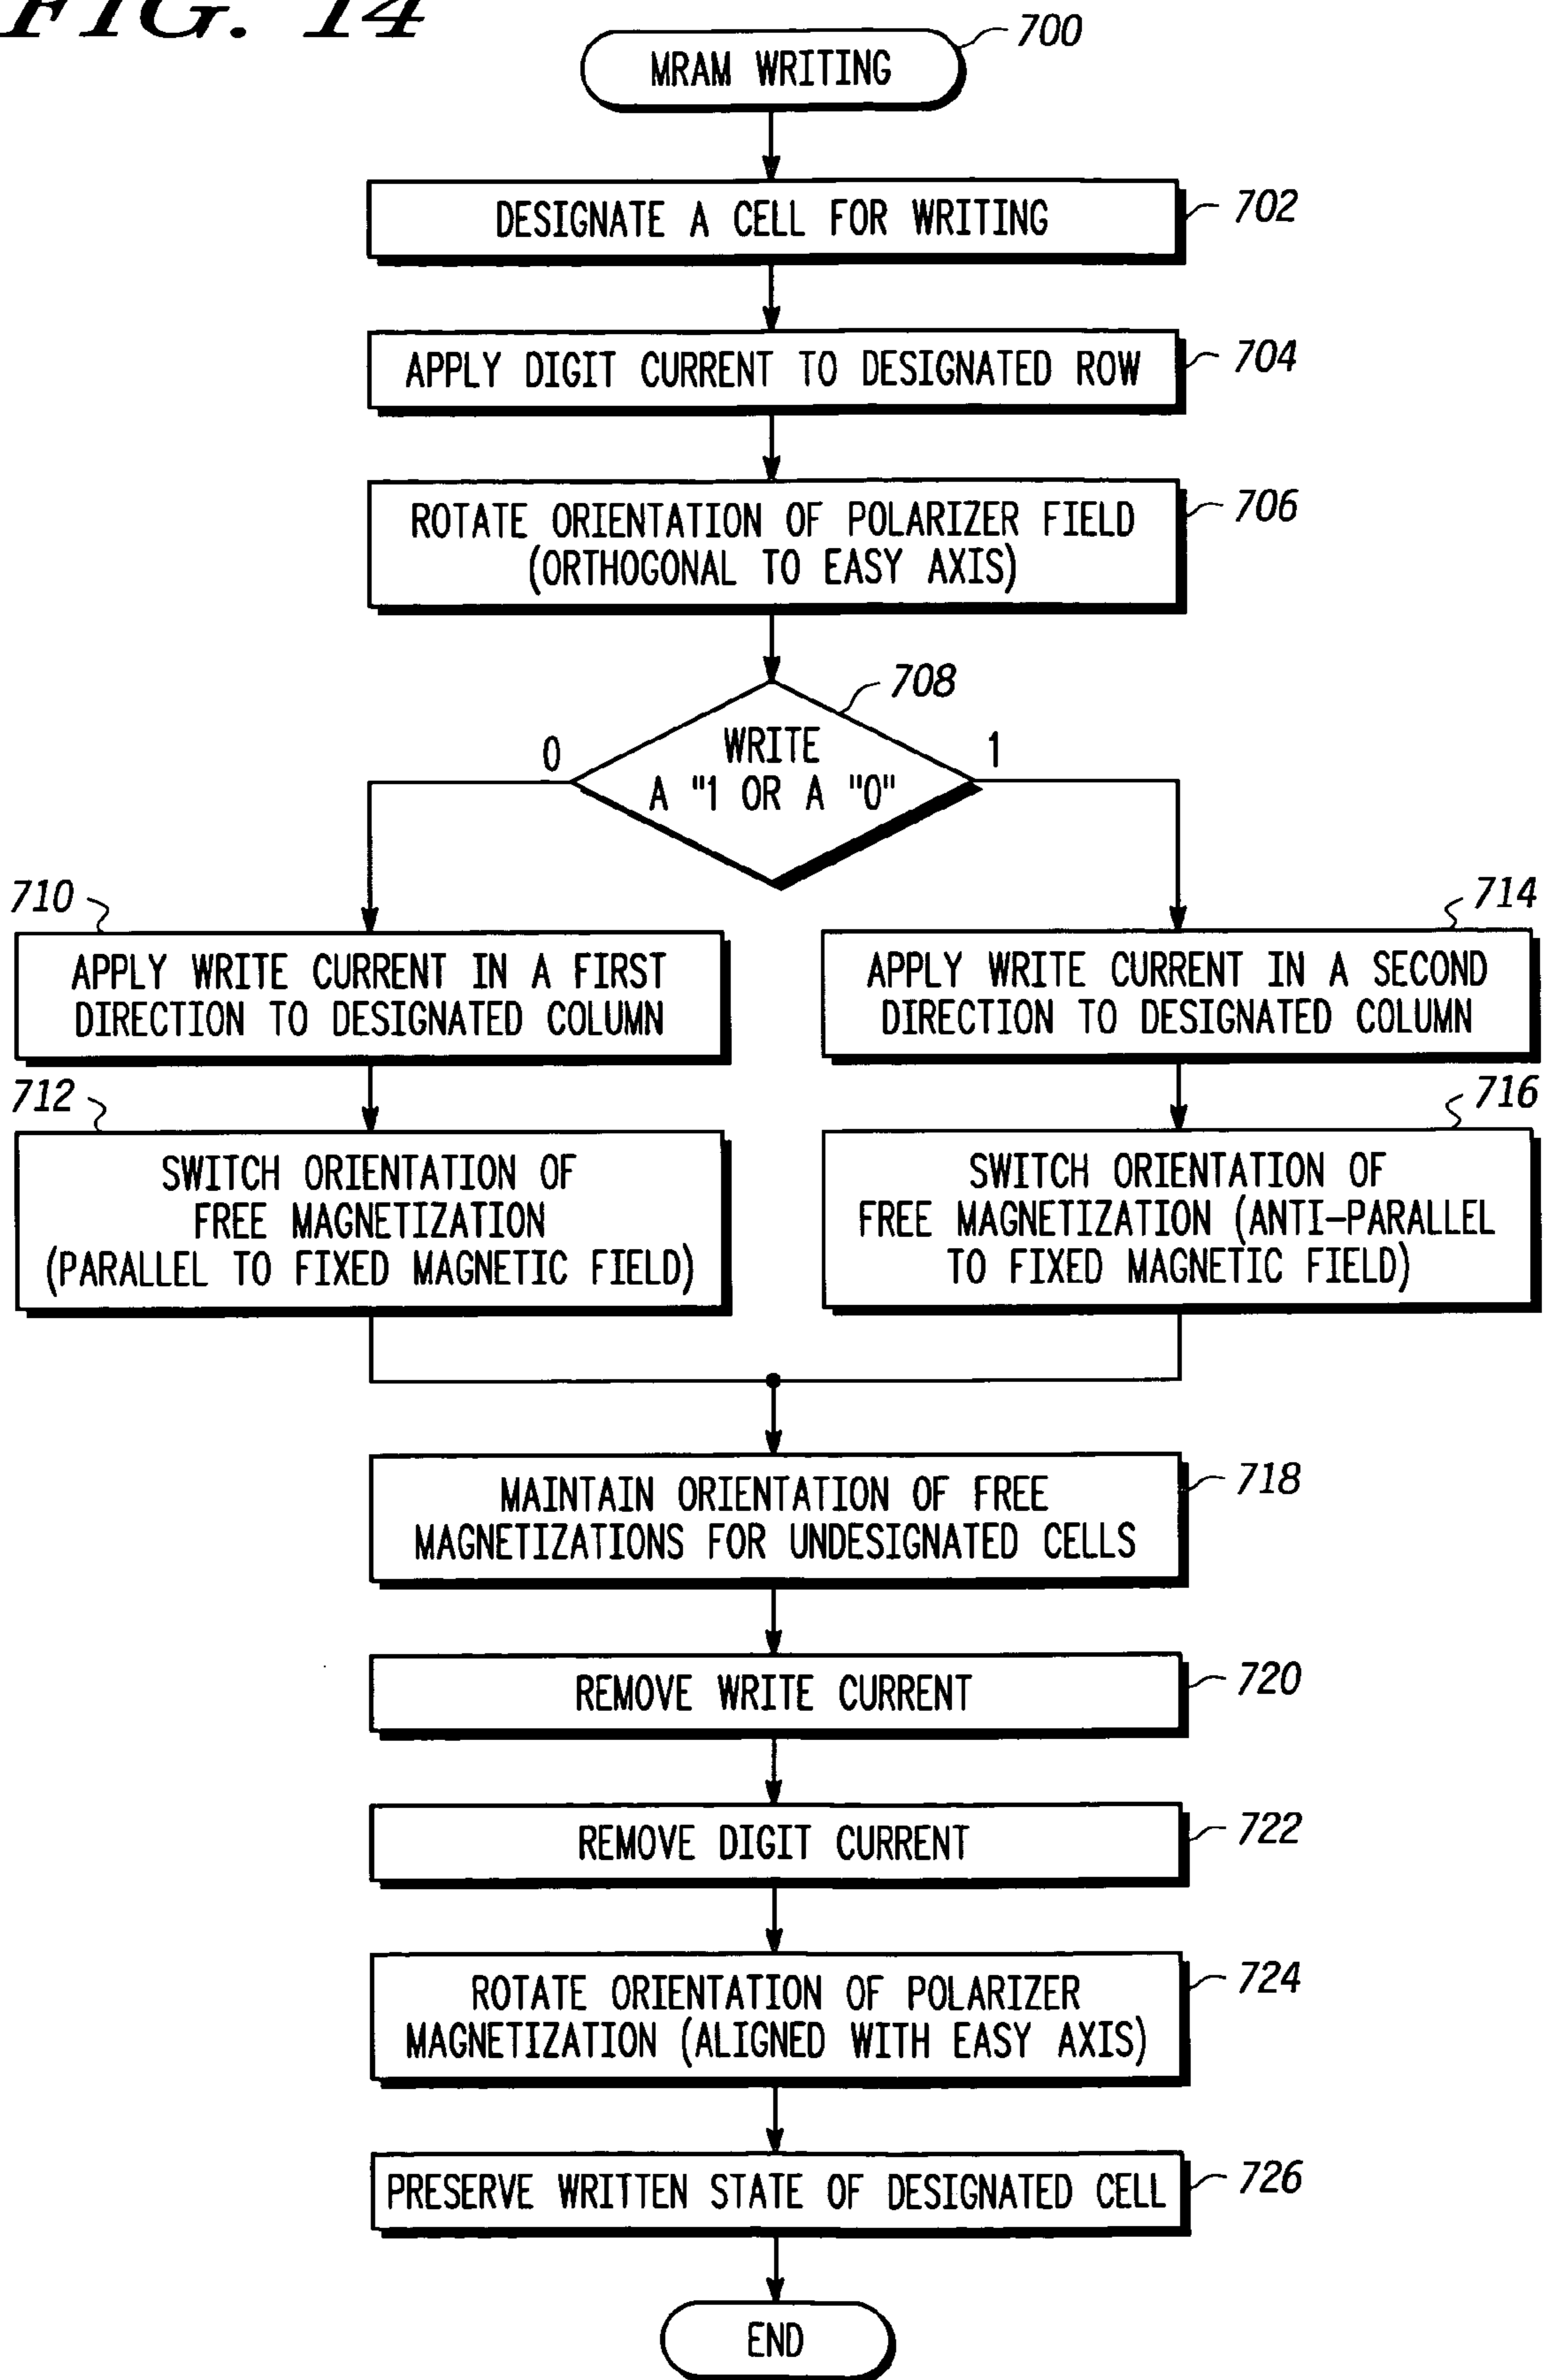 FIG. 14
MRAM WRITING
700
DESIGNATE A CELL FOR WRITING
702
APPLY DIGIT CURRENT TO DESIGNATED ROW
704
ROTATE ORIENTATION OF POLARIZER FIELD
(ORTHOGONAL TO EASY AXIS)
706
708
WRITE
A "1 OR A "0"
0
1
710
APPLY WRITE CURRENT IN A FIRST
DIRECTION TO DESIGNATED COLUMN
714
APPLY WRITE CURRENT IN A SECOND
DIRECTION TO DESIGNATED COLUMN
712
SWITCH ORIENTATION OF
FREE MAGNETIZATION
(PARALLEL TO FIXED MAGNETIC FIELD)
716
SWITCH ORIENTATION OF
FREE MAGNETIZATION (ANTI-PARALLEL
TO FIXED MAGNETIC FIELD)
MAINTAIN ORIENTATION OF FREE
MAGNETIZATIONS FOR UNDESIGNATED CELLS
718
REMOVE WRITE CURRENT
720
REMOVE DIGIT CURRENT
722
ROTATE ORIENTATION OF POLARIZER
MAGNETIZATION (ALIGNED WITH EASY AXIS)
724
PRESERVE WRITTEN STATE OF DESIGNATED CELL
726
END